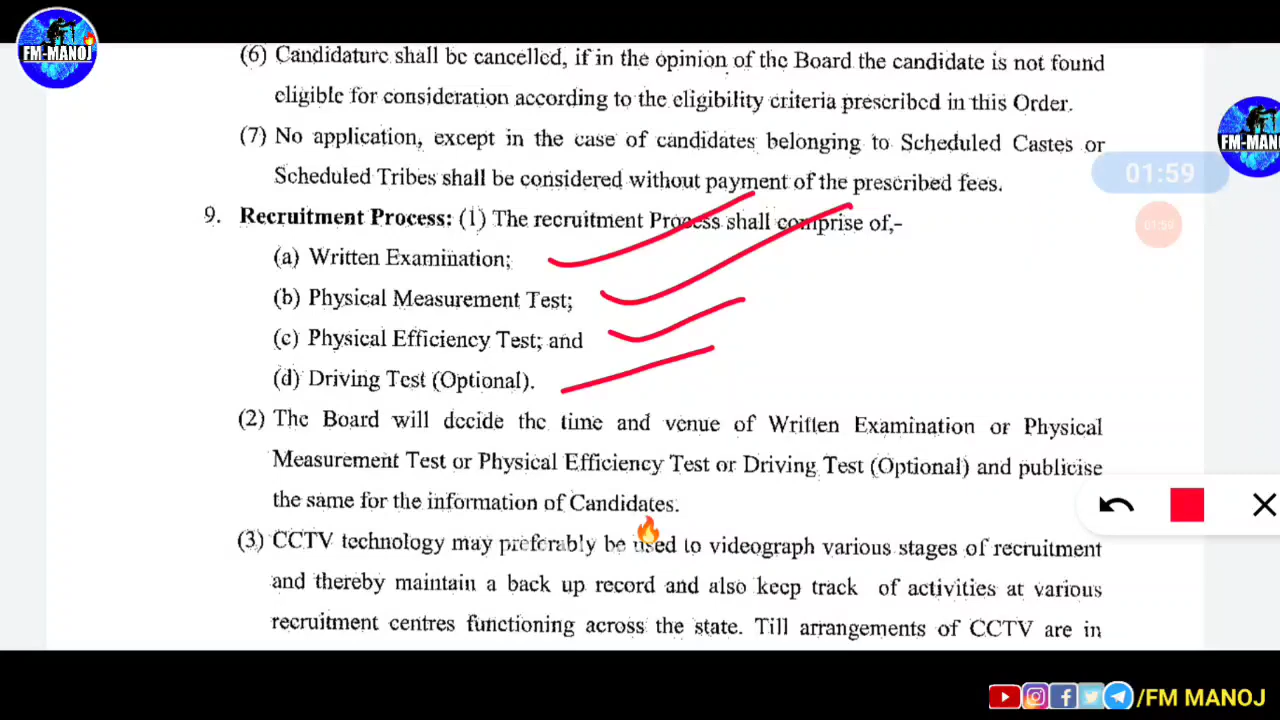 FM-MANOJ
(6) Candidature shall be cancelled, if in the opinion of the Board the candidate is not found
eligible for consideration according to the eligibility criteria prescribed in this Order.
FM-MAN
(7) No application, except in the case of candidates belonging to Scheduled Castes or
Scheduled Tribes shall be considered without payment of the prescribed fees.
01:59
01:59
9. Recruitment Process: (1) The recruitment Process shall comprise of,-
(a) Written Examination;
(b) Physical Measurement Test;
(c) Physical Efficiency Test; and
(d) Driving Test (Optional).
(2) The Board will decide the time and venue of Written Examination or Physical
Measurement Test or Physical Efficiency Test or Driving Test (Optional) and publicise
the same for the information of Candidates.
(3) CCTV technology may preferably be used to videograph various stages of recruitment
and thereby maintain a back up record and also keep track of activities at various
recruitment centres functioning across the state. Till arrangements of CCTV are in
/FM MANOJ